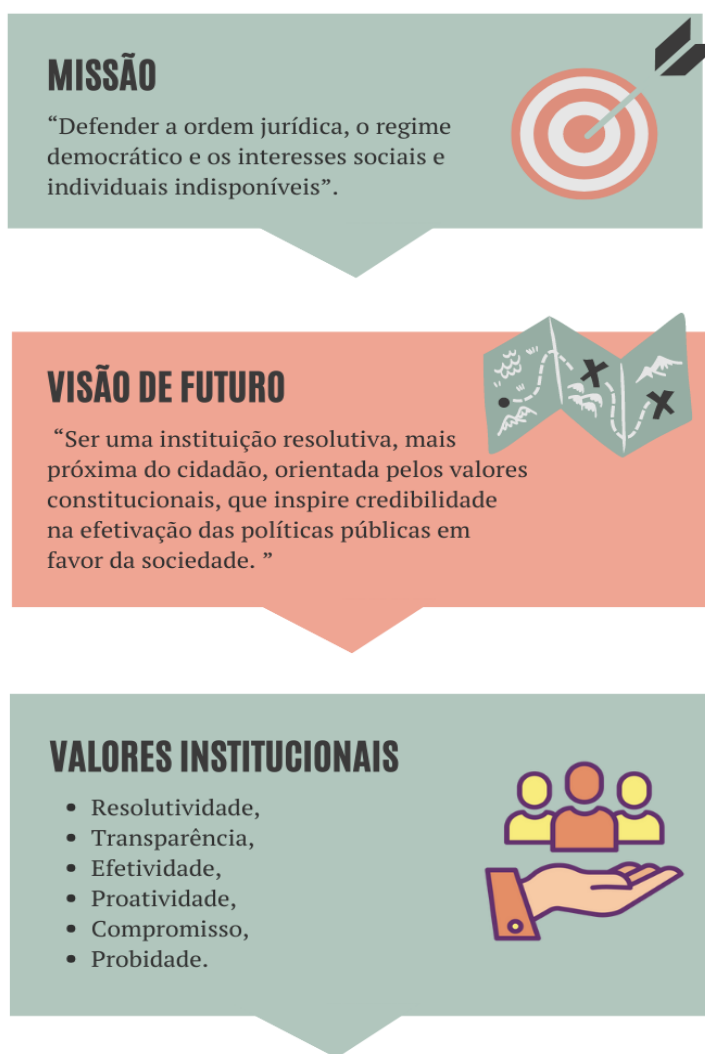 MISSÃO
“Defender a ordem jurídica, o regime
democrático e os interesses sociais e
individuais indisponíveis”.
VISÃO DE FUTURO
“Ser uma instituição resolutiva, mais
próxima do cidadão, orientada pelos valores
constitucionais, que inspire credibilidade
na efetivação das políticas públicas em
favor da sociedade. ”
VALORES INSTITUCIONAIS
• Resolutividade,
• Transparência,
• Efetividade,
• Proatividade,
• Compromisso,
• Probidade.